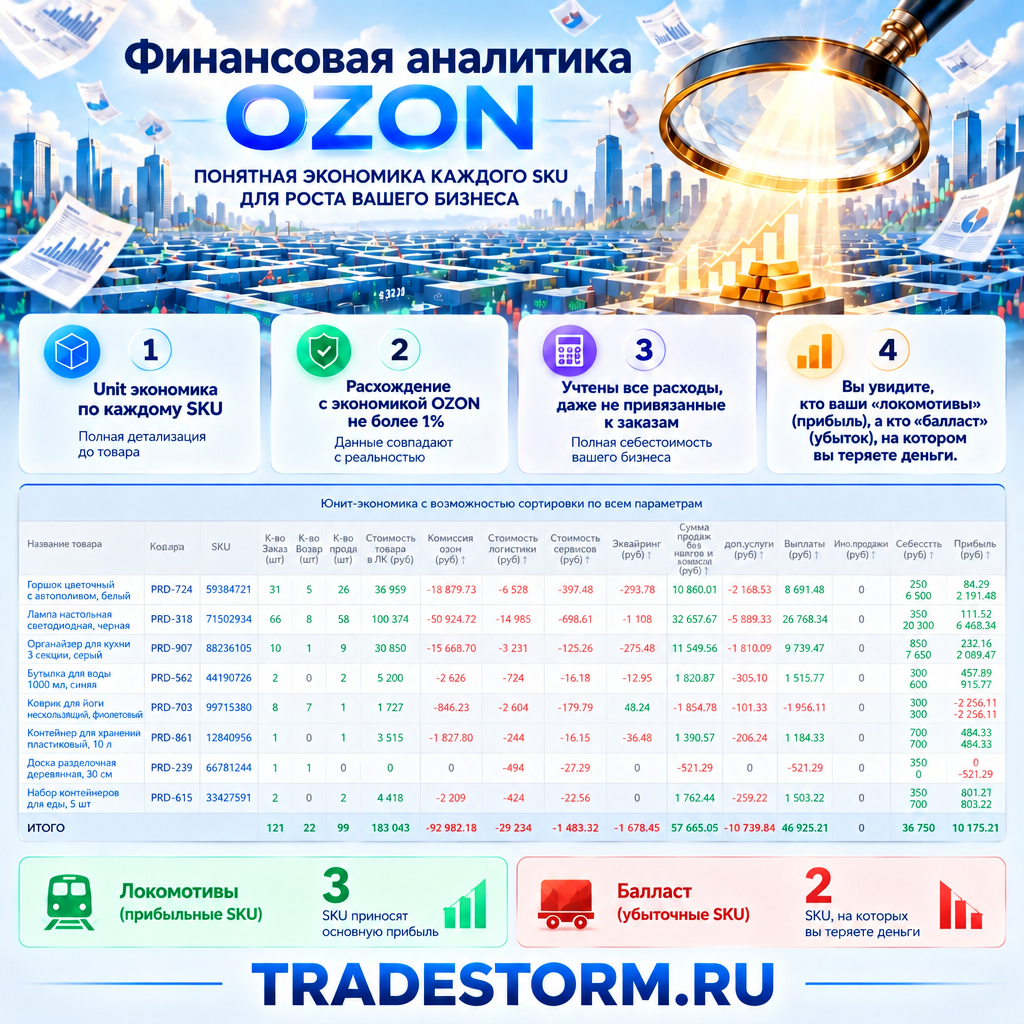 Финансовая аналитика
OZON
ПОНЯТНАЯ ЭКОНОМИКА КАЖДОГО SKU
ДЛЯ РОСТА ВАШЕГО БИЗНЕСА
1
Unit экономика
по каждому SKU
Полная детализация
до товара
2
Расхождение
с экономикой OZON
не более 1%
Данные совпадают
с реальностью
3
Учтены все расходы,
даже не привязанные
к заказам
Полная себестоимость
вашего бизнеса
4
Вы увидите,
кто ваши «локомотивы»
(прибыль), а кто «балласт»
(убыток), на котором
вы теряете деньги.
Юнит-экономика с возможностью сортировки по всем параметрам
Название товара SKU К-во Заказ (шт) К-во Возвр (шт) К-во продa (шт) Стоимость товара в ЛК (руб) Комиссия озон (руб) ↑ Стоимость логистики (руб) ↑ Стоимость сервисов (руб) ↑ Эквайринг (руб) ↑ Сумма продаж без (руб) ↑ доп.услуги (руб) ↑ Выплаты (руб) ↑ Ино.продажи (руб) ↑ Себессть (руб) ↑ Прибыль (руб) ↑
Горшок цветочный с автополивом, белый PRD-724 59384721 31 5 26 36 959 -18 879.73 -6 528 -397.48 -293.78 10 860.01 -2 168.53 8 691.48 0 250 6 500 84.29 2 191.48
Лампа настольная светодиодная, черная PRD-318 71502934 66 8 58 100 374 -50 924.72 -14 985 -698.61 -1 108 32 657.67 -5 889.33 26 768.34 0 350 20 300 111.52 6 468.34
Органайзер для кухни 3 секции, серый PRD-907 88236105 10 1 9 30 850 -15 668.70 -3 231 -125.26 -275.48 11 549.56 -1 810.09 9 739.47 0 850 7 650 232.16 2 089.47
Бутылка для воды 1000 мл, синяя PRD-562 44190726 2 0 2 5 200 -2 626 -724 -16.18 -12.95 1 820.87 -305.10 1 515.77 0 300 600 457.89 915.77
Коврик для йоги нескользящий, фиолетовый PRD-703 99715380 8 7 1 1 727 -846.23 -2 604 -179.79 48.24 -1 854.78 -101.33 -1 956.11 0 300 300 -2 256.11 -2 256.11
Контейнер для хранения пластиковый, 10 л PRD-861 12840956 1 0 1 3 515 -1 827.80 -244 -16.15 -36.48 1 390.57 -206.24 1 184.33 0 700 700 484.33 484.33
Доска разделочная деревянная, 30 см PRD-239 66781244 1 1 0 0 0 -494 -27.29 0 -521.29 0 -521.29 0 350 0 0 -521.29
Набор контейнеров для еды, 5 шт PRD-615 33427591 2 0 2 4 418 -2 209 -424 -22.56 0 1 762.44 -259.22 1 503.22 0 350 700 801.21 803.22
ИТОГО 121 22 99 183 043 -92 982.18 -29 234 -1 483.32 -1 678.45 57 665.05 -10 739.84 46 925.21 0 36 750 10 175.21
Локомотивы
(прибыльные SKU)
3
SKU приносят
основную прибыль
Балласт
(убыточные SKU)
2
SKU, на которых
вы теряете деньги
TRADESTORM.RU